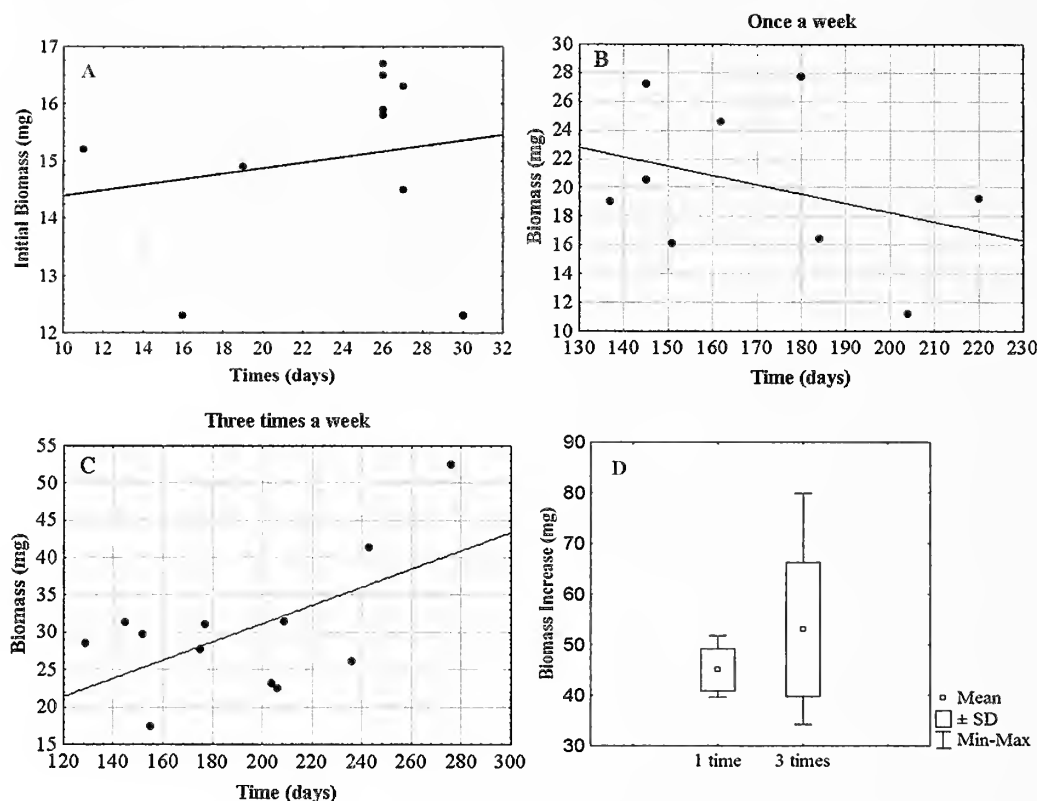 A
Initial Biomass (mg)
17
16
15
14
13
12
10 12 14 16 18 20 22 24 26 28 30 32
Times (days)
Once a week
B
Biomass (mg)
30
28
26
24
22
20
18
16
14
12
10
130 140 150 160 170 180 190 200 210 220 230
Time (days)
Three times a week
C
Biomass (mg)
55
50
45
40
35
30
25
20
15
120 140 160 180 200 220 240 260 280 300
Time (days)
D
Biomass Increase (mg)
90
80
70
60
50
40
30
1 time 3 times
Mean
± SD
Min-Max